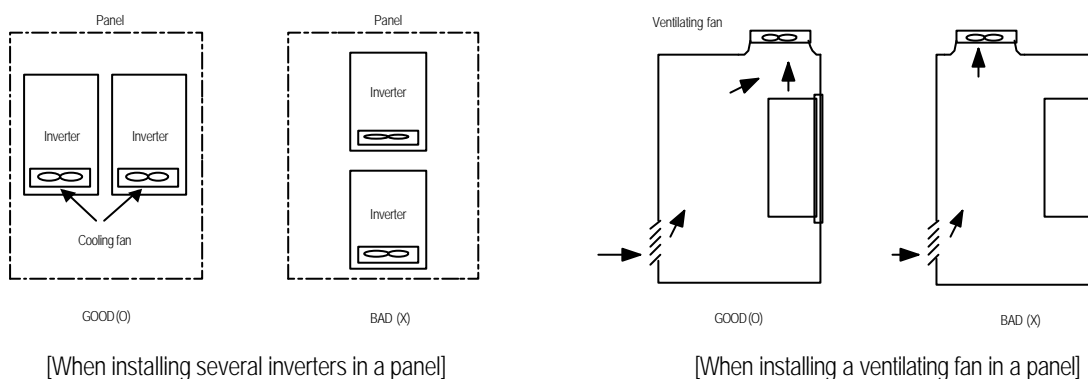 Panel
Inverter
Inverter
Cooling fan
GOOD (O)
Panel
Inverter
Inverter
BAD (X)
[When installing several inverters in a panel]
Ventilating fan
GOOD (O)
BAD (X)
[When installing a ventilating fan in a panel]